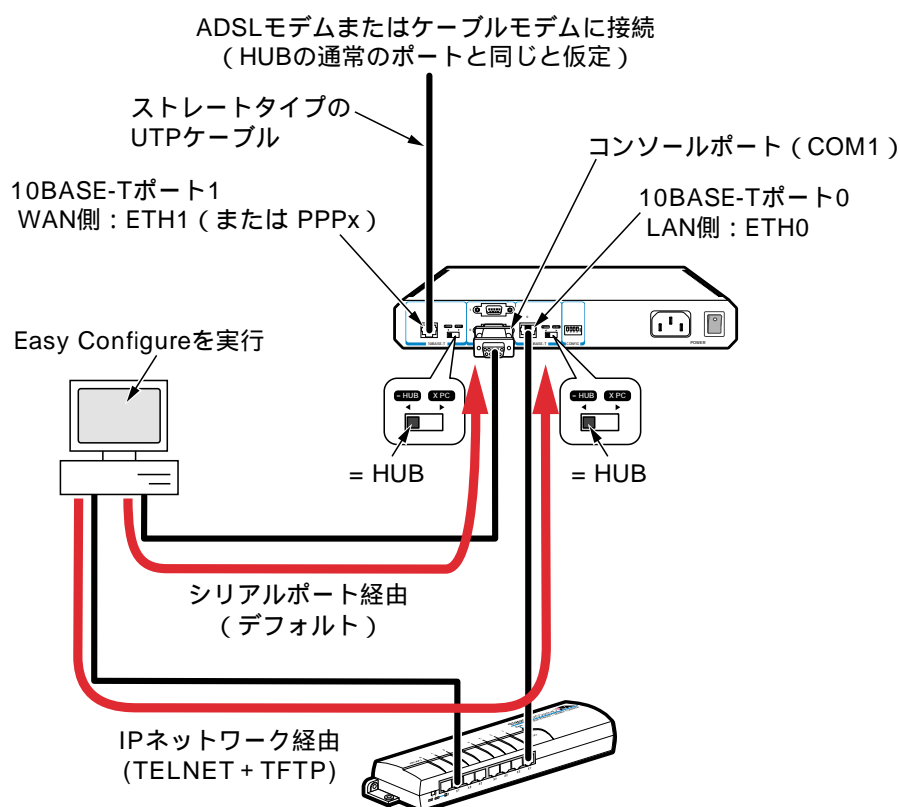 ADSLモデムまたはケーブルモデムに接続
（HUBの通常のポートと同じと仮定）
ストレートタイプの
UTPケーブル
コンソールポート（COM1）
10BASE-Tポート1
WAN側：ETH1（または PPPx）
10BASE-Tポート0
LAN側：ETH0
Easy Configureを実行
10BASE-T
CONFIG
POWER
= HUB
X PC
= HUB
X PC
= HUB
= HUB
シリアルポート経由
（デフォルト）
IPネットワーク経由
(TELNET + TFTP)